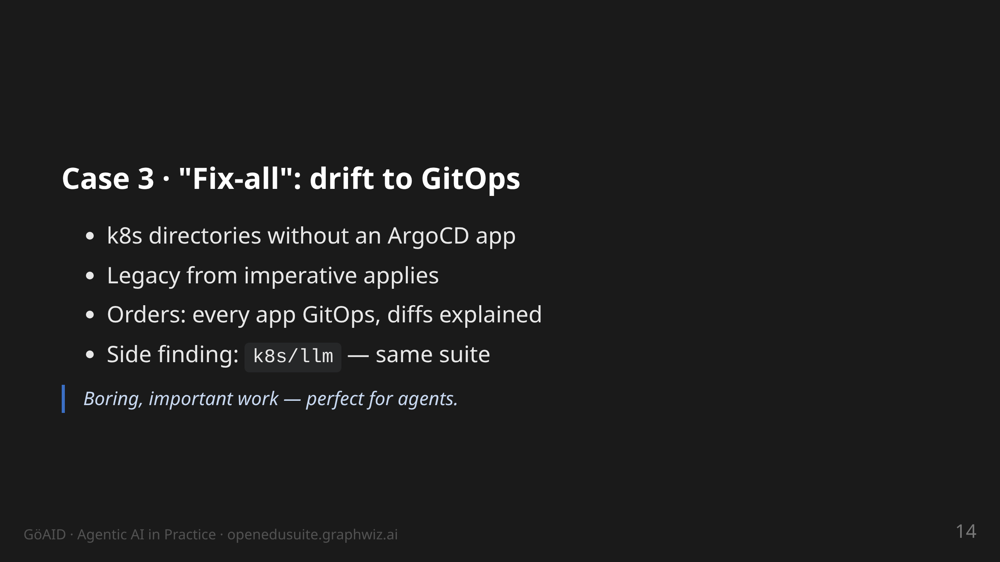 Case 3 · "Fix-all": drift to GitOps
• k8s directories without an ArgoCD app
• Legacy from imperative applies
• Orders: every app GitOps, diffs explained
• Side finding: k8s/llm — same suite
Boring, important work — perfect for agents.
GöAID · Agentic AI in Practice · openedusuite.graphwiz.ai
14